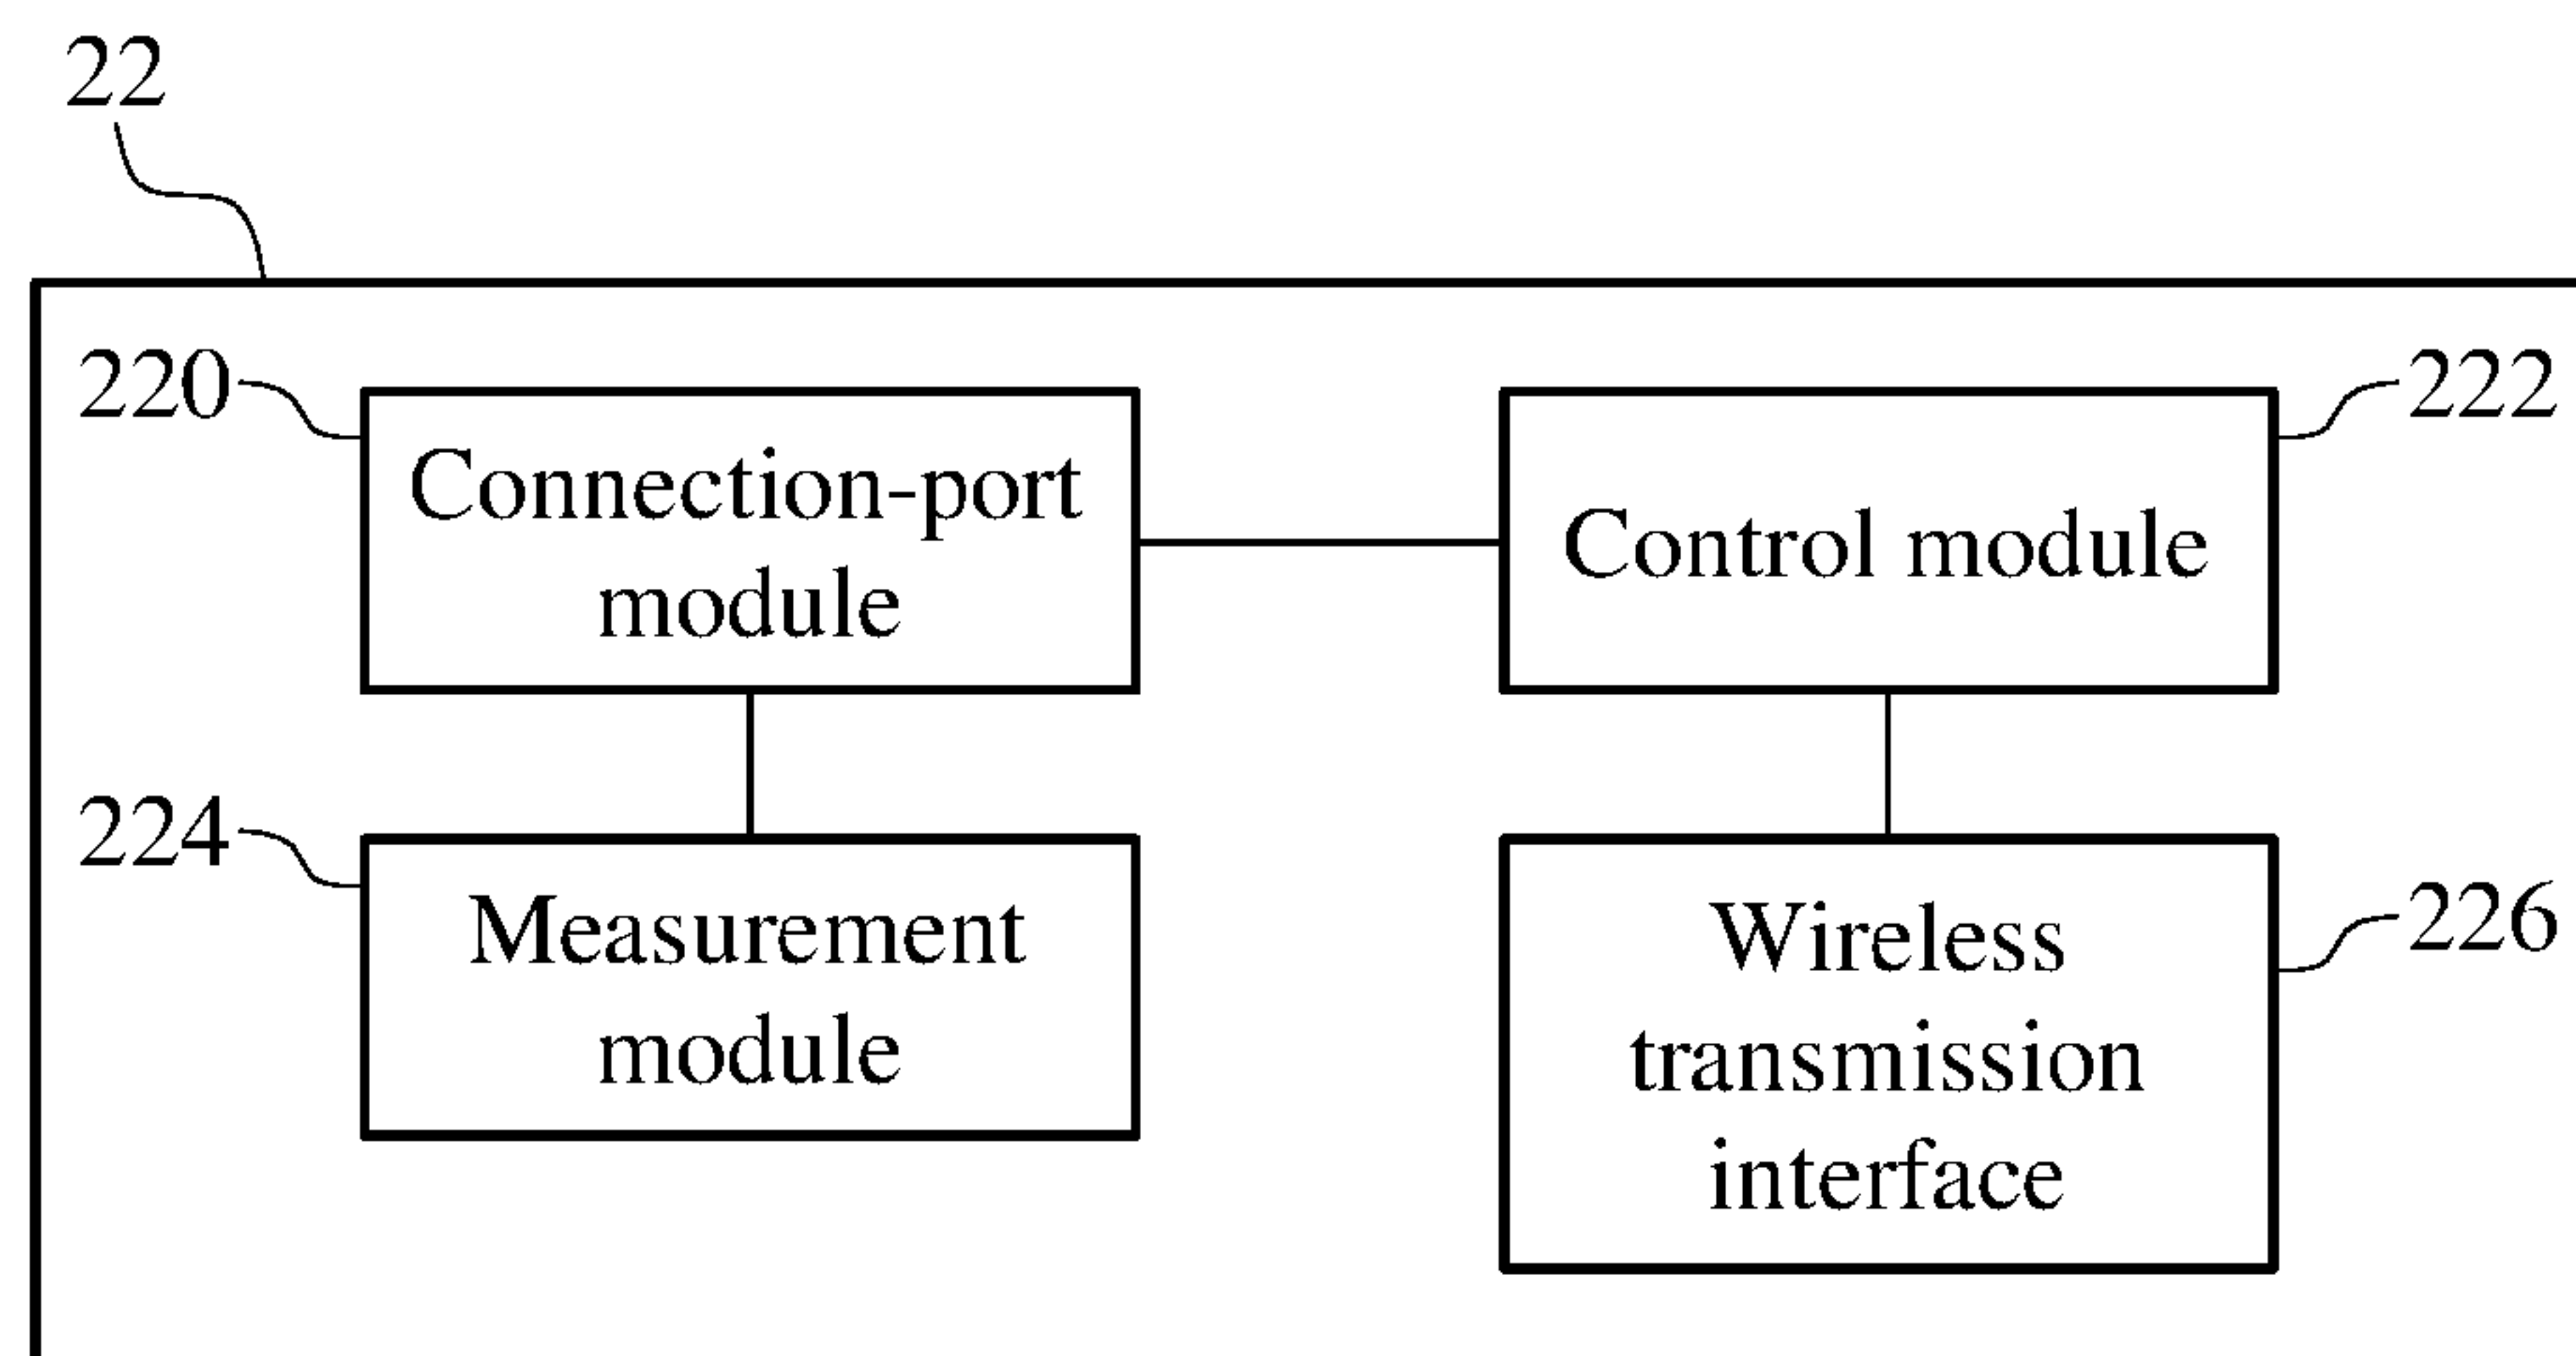 22
220
Connection-port
module
222
Control module
224
Measurement
module
226
Wireless
transmission
interface